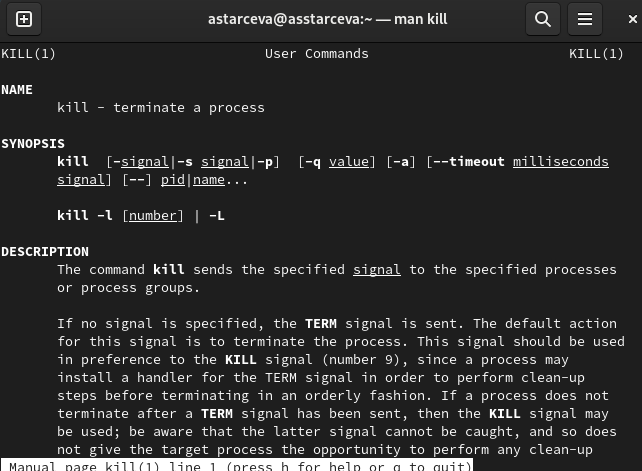 astarceva@asstarceva:~ — man kill
KILL(1) User Commands KILL(1)
NAME
kill - terminate a process
SYNOPSIS
kill [-signal|-s signal|-p] [-q value] [-a] [--timeout milliseconds
signal] [--] pid|name...
kill -l [number] | -L
DESCRIPTION
The command kill sends the specified signal to the specified processes
or process groups.
If no signal is specified, the TERM signal is sent. The default action
for this signal is to terminate the process. This signal should be used
in preference to the KILL signal (number 9), since a process may
install a handler for the TERM signal in order to perform clean-up
steps before terminating in an orderly fashion. If a process does not
terminate after a TERM signal has been sent, then the KILL signal may
be used; be aware that the latter signal cannot be caught, and so does
not give the target process the opportunity to perform any clean-up
Manual page kill(1) line 1 (press h for help or q to quit)